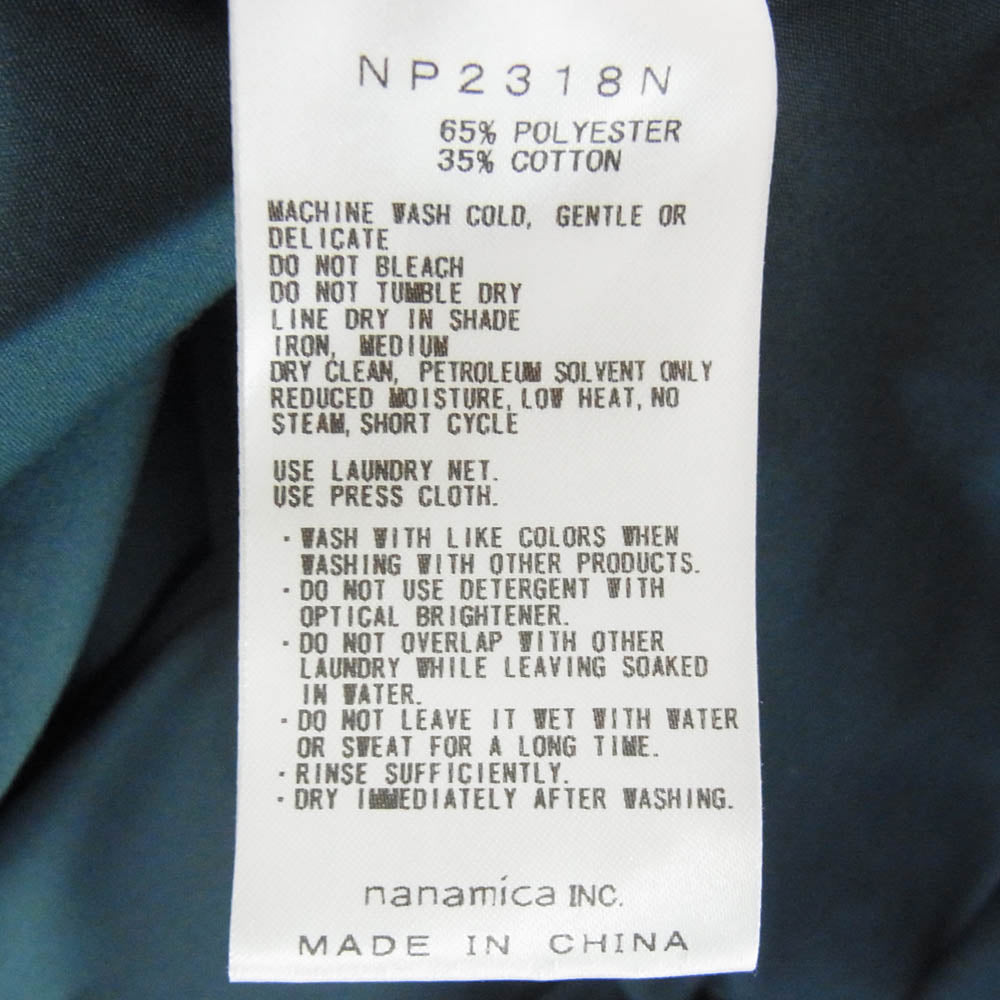 NP2318N
65% POLYESTER
35% COTTON
MACHINE WASH COLD, GENTLE OR
DELICATE
DO NOT BLEACH
DO NOT TUMBLE DRY
LINE DRY IN SHADE
IRON, MEDIUM
DRY CLEAN, PETROLEUM SOLVENT ONLY
REDUCED MOISTURE, LOW HEAT, NO
STEAM, SHORT CYCLE
USE LAUNDRY NET.
USE PRESS CLOTH.
・WASH WITH LIKE COLORS WHEN
WASHING WITH OTHER PRODUCTS.
・DO NOT USE DETERGENT WITH
OPTICAL BRIGHTENER.
・DO NOT OVERLAP WITH OTHER
LAUNDRY WHILE LEAVING SOAKED
IN WATER.
・DO NOT LEAVE IT WET WITH WATER
OR SWEAT FOR A LONG TIME.
・RINSE SUFFICIENTLY.
・DRY IMMEDIATELY AFTER WASHING.
nanamica INC.
MADE IN CHINA